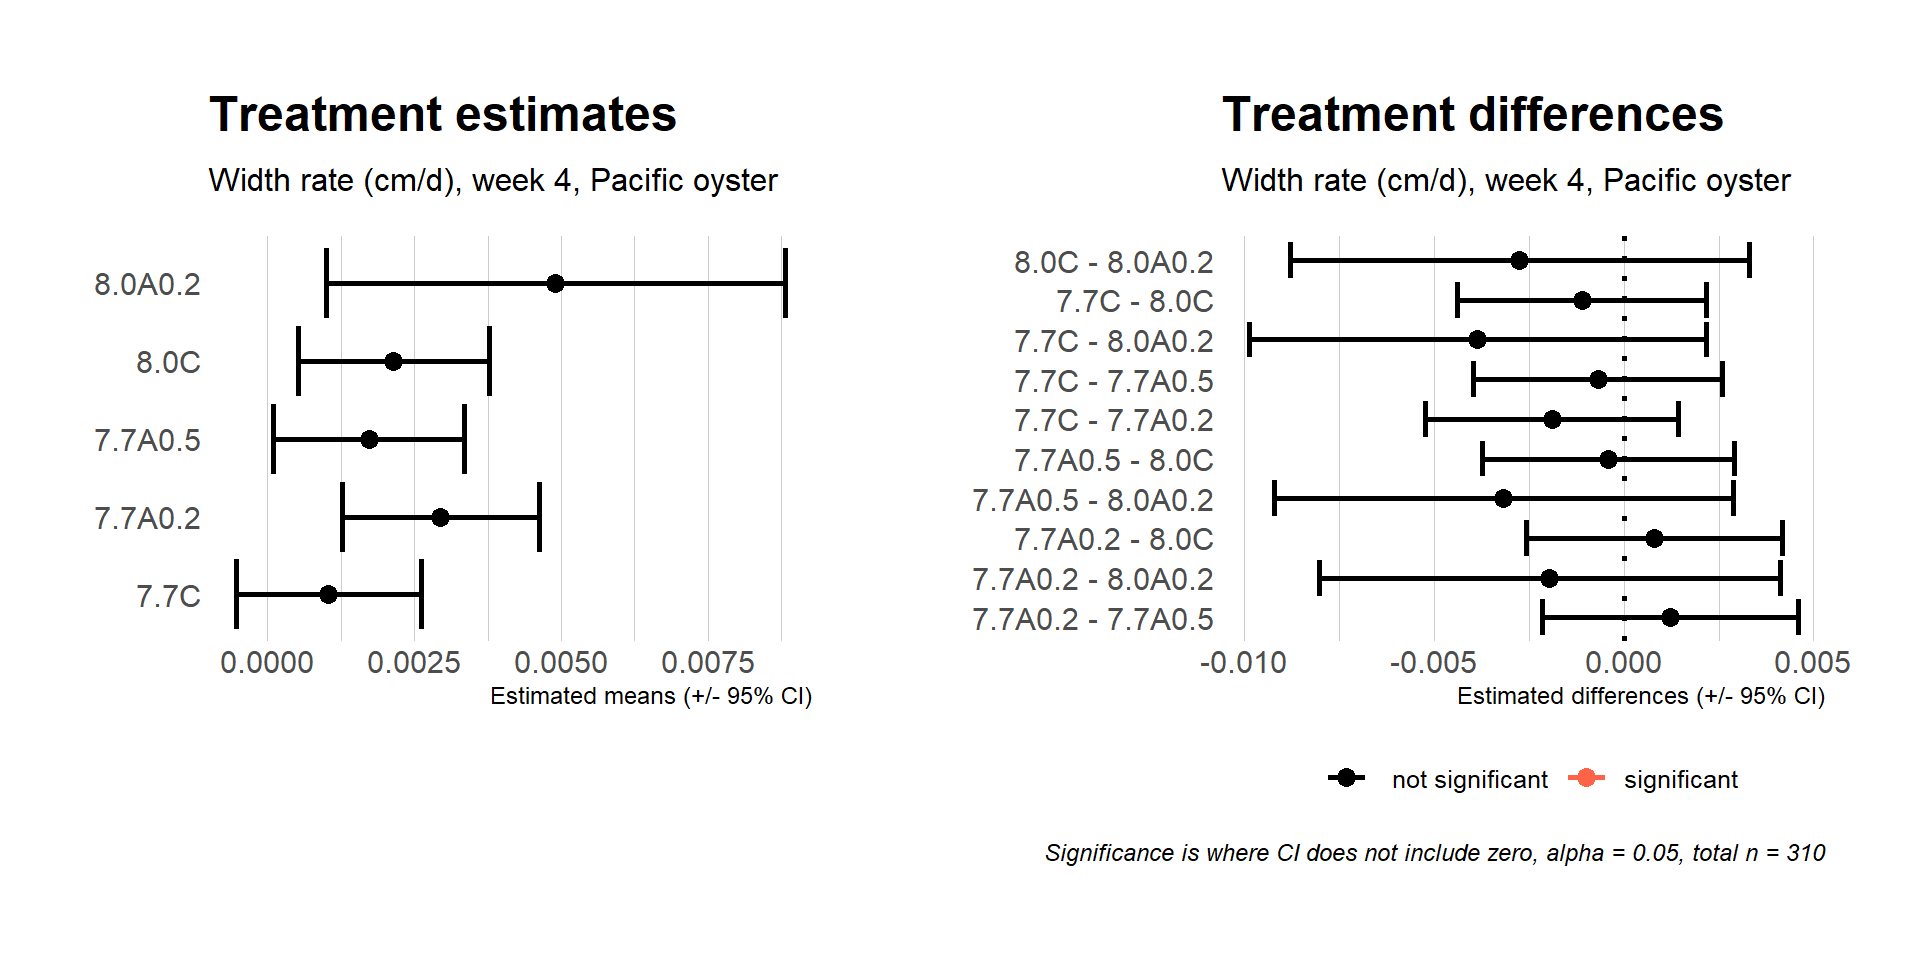 Treatment estimates
Width rate (cm/d), week 4, Pacific oyster
8.0A0.2
8.0C
7.7A0.5
7.7A0.2
7.7C
0.0000 0.0025 0.0050 0.0075
Estimated means (+/- 95% CI)
Treatment differences
Width rate (cm/d), week 4, Pacific oyster
8.0C - 8.0A0.2
7.7C - 8.0C
7.7C - 8.0A0.2
7.7C - 7.7A0.5
7.7C - 7.7A0.2
7.7A0.5 - 8.0C
7.7A0.5 - 8.0A0.2
7.7A0.2 - 8.0C
7.7A0.2 - 8.0A0.2
7.7A0.2 - 7.7A0.5
-0.010 -0.005 0.000 0.005
Estimated differences (+/- 95% CI)
not significant significant
Significance is where CI does not include zero, alpha = 0.05, total n = 310